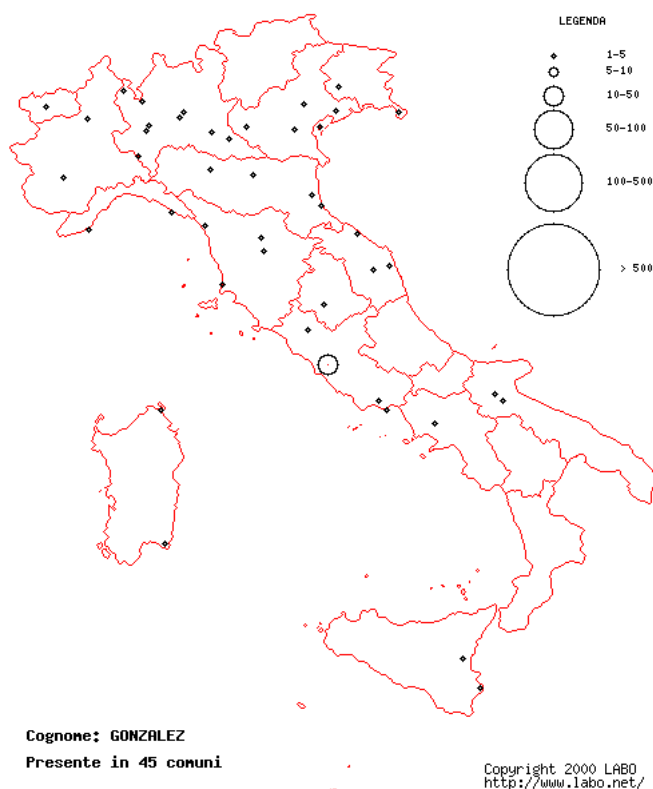 LEGENDA
1-5
5-10
10-50
50-100
100-500
> 500
Cognome: GONZALEZ
Presente in 45 comuni
Copyright 2000 LABO
http://www.labo.net/